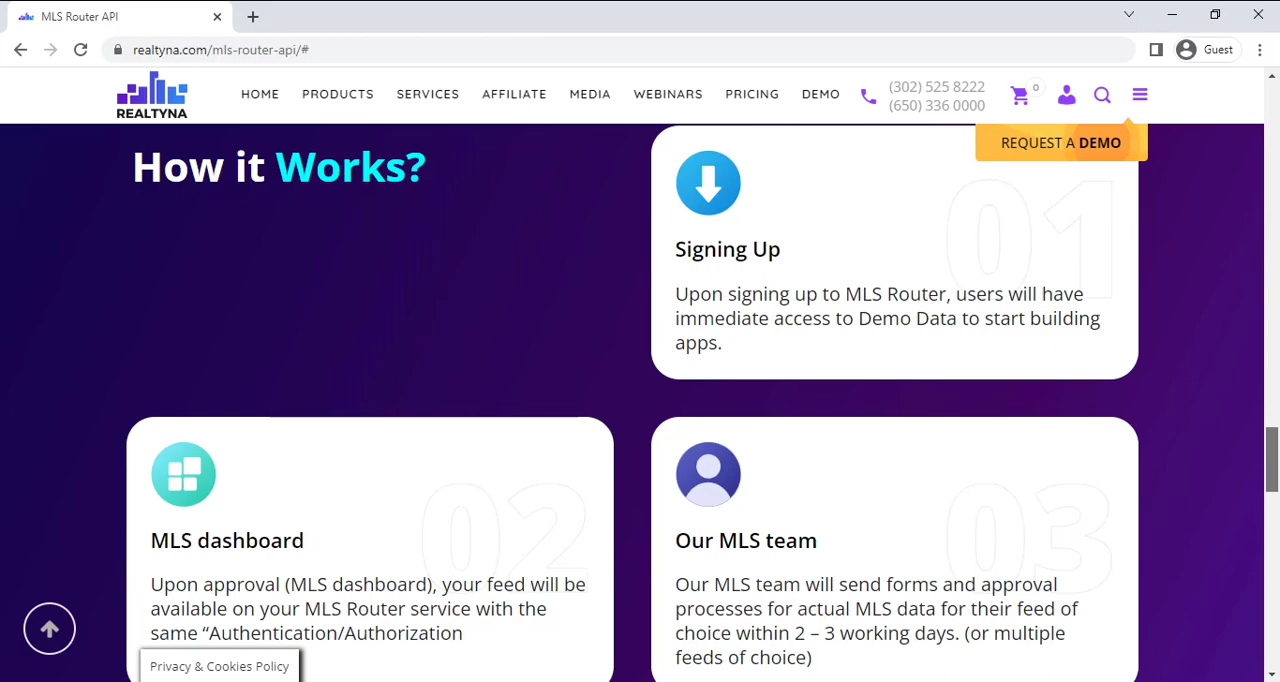 MLS Router API
realtyna.com/mls-router-api/#
Guest
REALTYNA
HOME PRODUCTS SERVICES AFFILIATE MEDIA WEBINARS PRICING DEMO
(302) 525 8222
(650) 336 0000
0
REQUEST A DEMO
How it Works?
01
Signing Up
Upon signing up to MLS Router, users will have
immediate access to Demo Data to start building
apps.
02
MLS dashboard
Upon approval (MLS dashboard), your feed will be
available on your MLS Router service with the
same “Authentication/Authorization
03
Our MLS team
Our MLS team will send forms and approval
processes for actual MLS data for their feed of
choice within 2 – 3 working days. (or multiple
feeds of choice)
Privacy & Cookies Policy